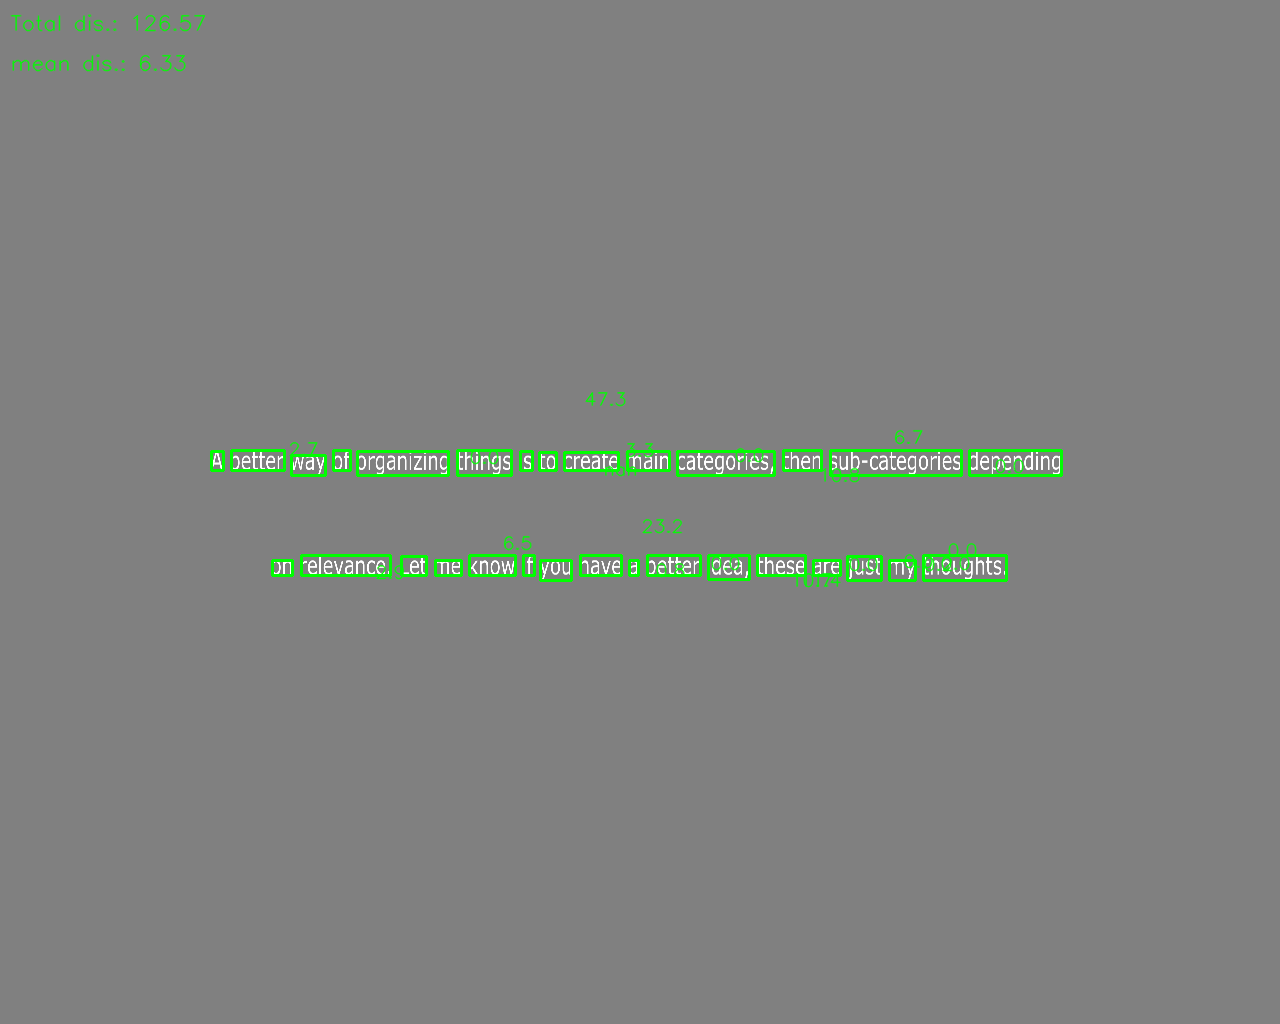 Total dis.: 126.57
mean dis.: 6.33
47.3
6.7
2.7 3.3
A better way of organizing things is to create main categories, then sub-categories depending
23.2
6.5
0.0
on relevance. Let me know if you have a better idea, these are just my thoughts.